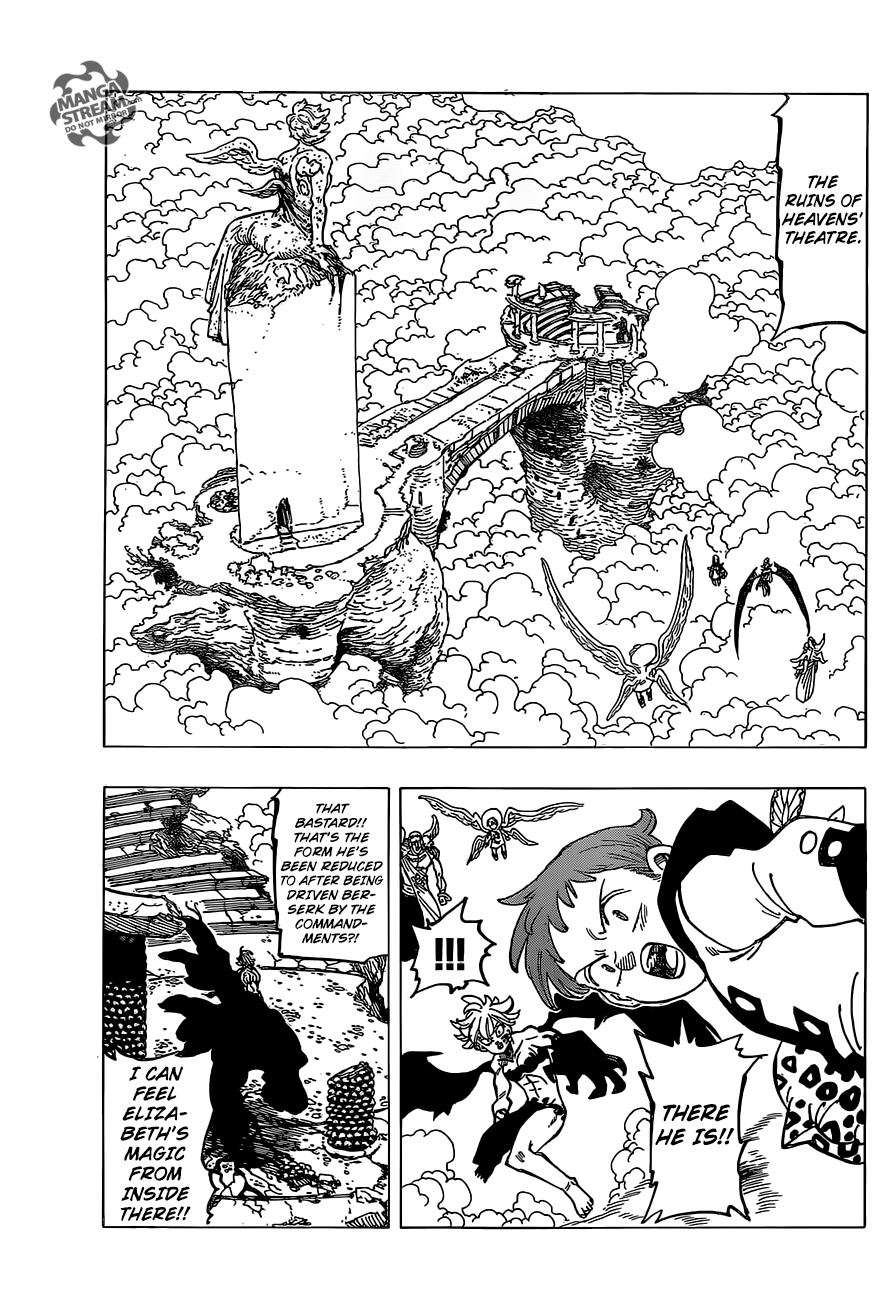 MANGA
STREAM.com
DO NOT MIRROR
THE
RUINS OF
HEAVENS'
THEATRE.
!!!
THERE
HE IS!!
THAT
BASTARD!!
THAT'S THE
FORM HE'S
BEEN REDUCED
TO AFTER BEING
DRIVEN BER-
SERK BY THE
COMMAND-
MENTS?!
I CAN
FEEL
ELIZA-
BETH'S
MAGIC
FROM
INSIDE
THERE!!